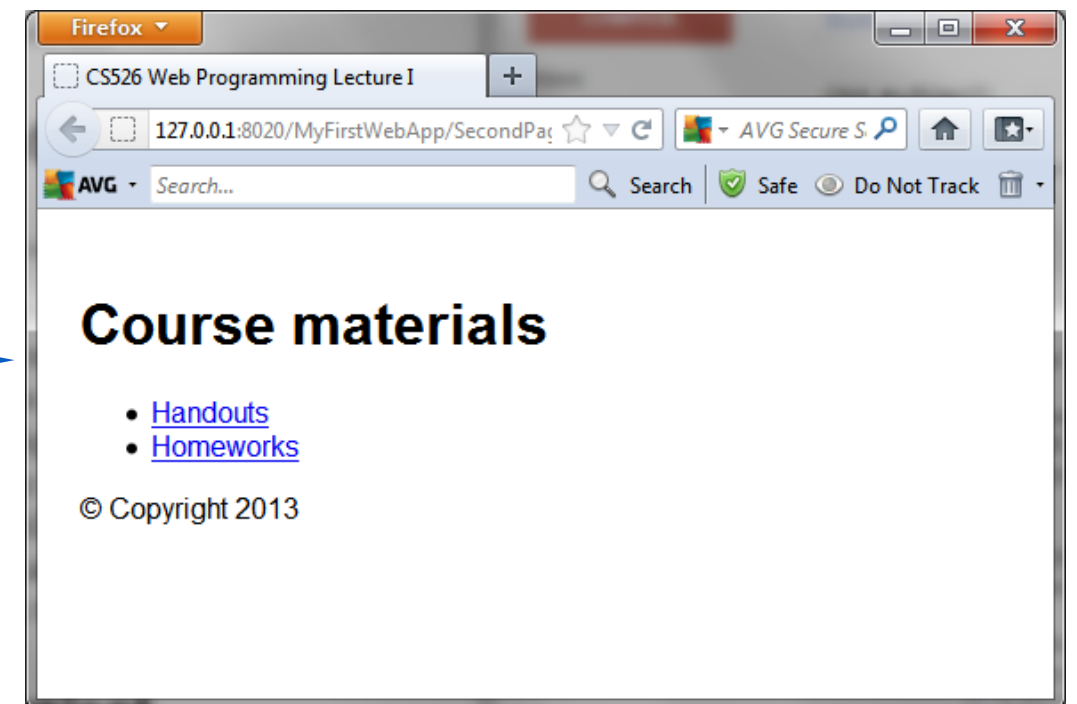 Firefox
CS526 Web Programming Lecture I
127.0.0.1:8020/MyFirstWebApp/SecondPag AVG Secure S
AVG Search... Search Safe Do Not Track
Course materials
Handouts
Homeworks
© Copyright 2013